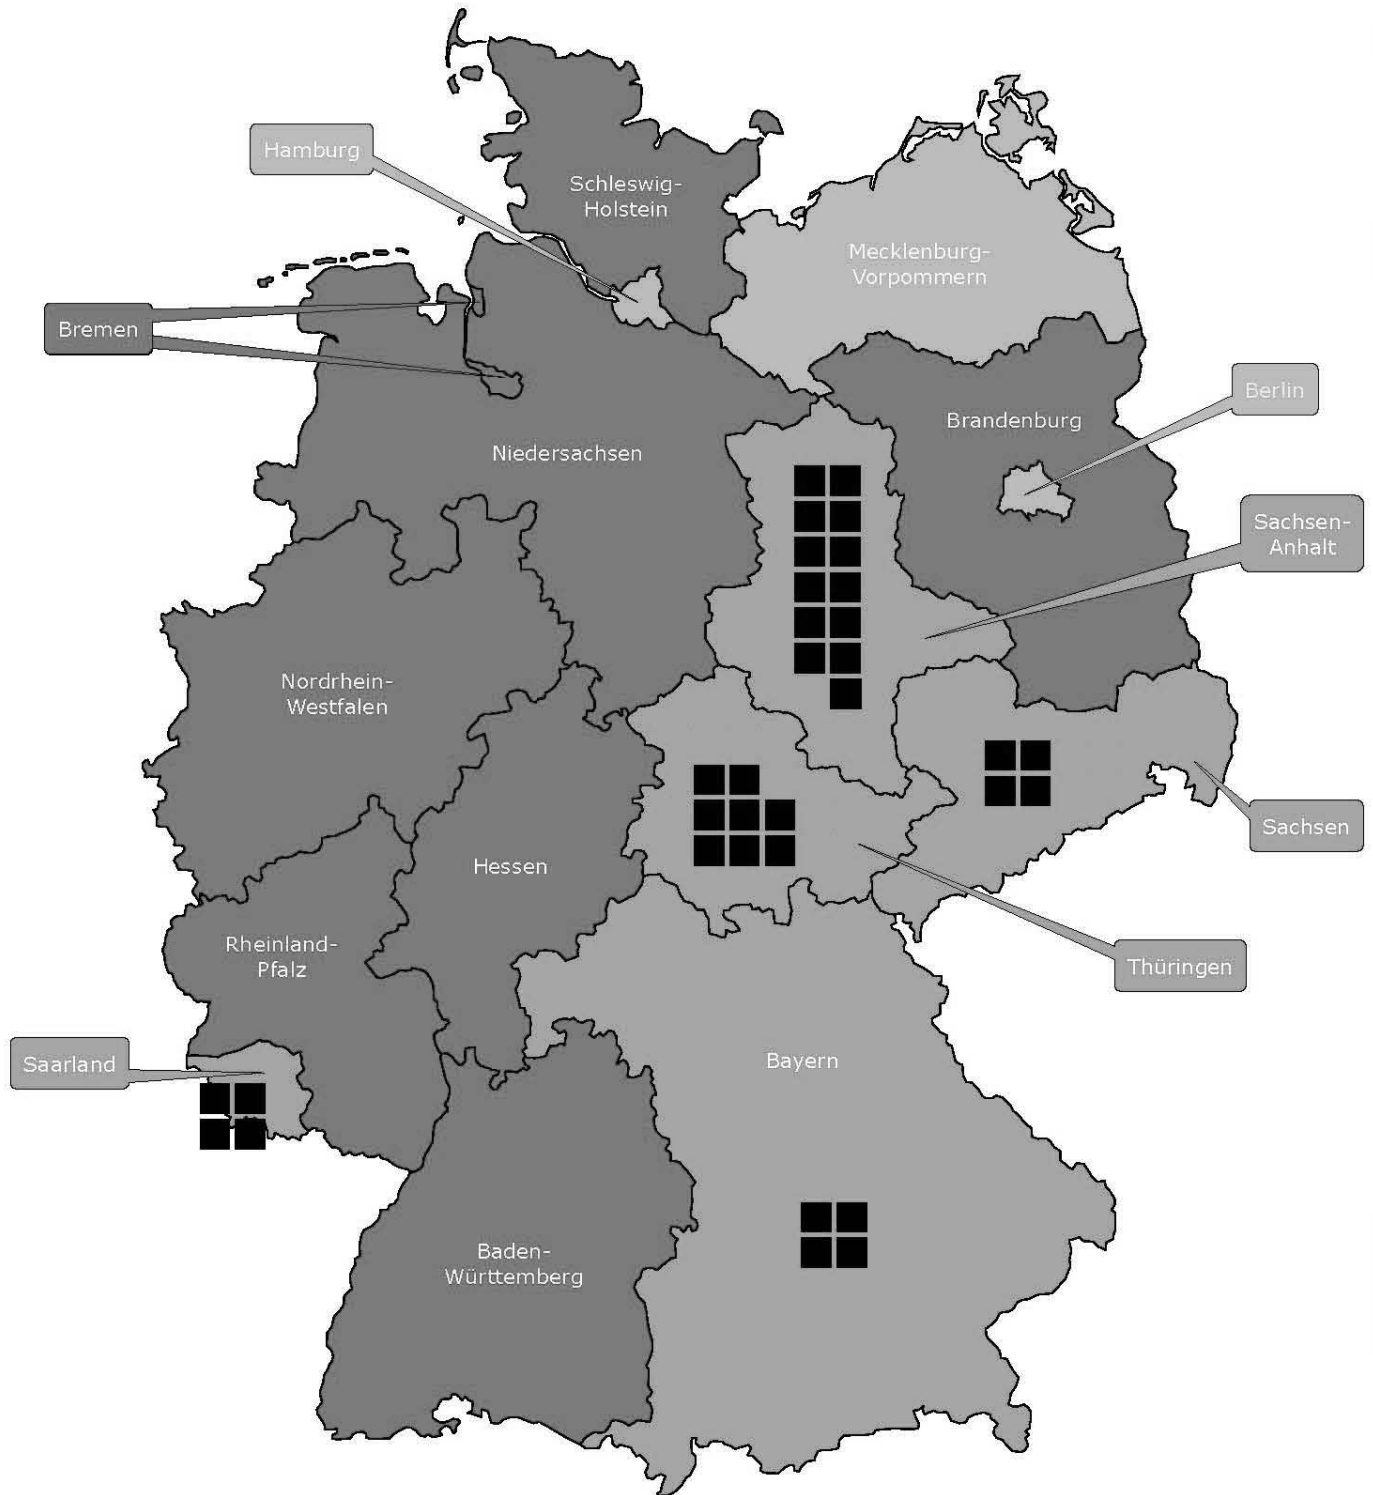 Hamburg
Schleswig-
Holstein
Mecklenburg-
Vorpommern
Bremen
Berlin
Brandenburg
Niedersachsen
Sachsen-
Anhalt
Nordrhein-
Westfalen
Sachsen
Hessen
Rheinland-
Pfalz
Thüringen
Saarland
Bayern
Baden-
Württemberg